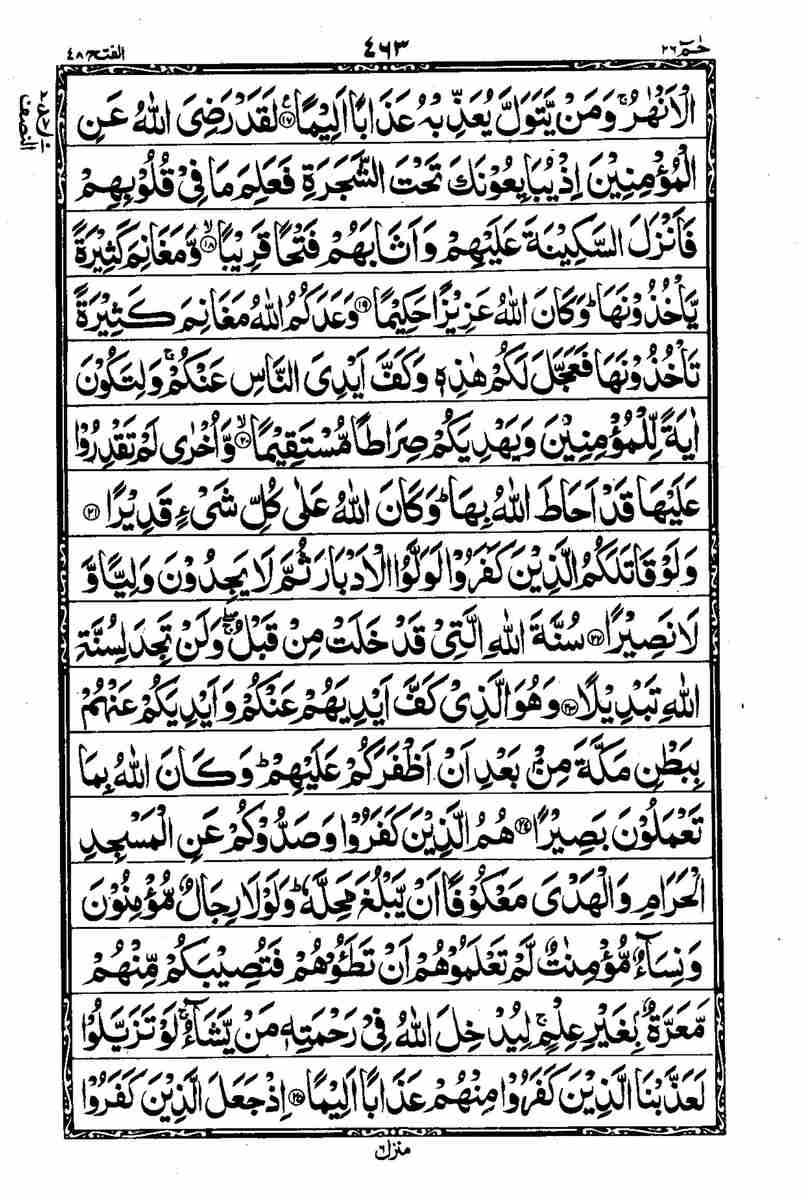 حٰمٓ ٢٦ ٤٦٣ الفتح ٤٨
الْاَنْهٰرُ ۚ وَمَنْ يَّتَوَلَّ يُعَذِّبْهُ عَذَابًا اَلِيْمًا ﴿١٧﴾ لَقَدْ رَضِيَ اللّٰهُ عَنِ
الْمُؤْمِنِيْنَ اِذْ يُبَايِعُوْنَكَ تَحْتَ الشَّجَرَةِ فَعَلِمَ مَا فِيْ قُلُوْبِهِمْ
فَاَنْزَلَ السَّكِيْنَةَ عَلَيْهِمْ وَاَثَابَهُمْ فَتْحًا قَرِيْبًا ﴿١٨﴾ۙ وَّمَغَانِمَ كَثِيْرَةً
يَّاْخُذُوْنَهَا ؕ وَكَانَ اللّٰهُ عَزِيْزًا حَكِيْمًا ﴿١٩﴾ وَعَدَكُمُ اللّٰهُ مَغَانِمَ كَثِيْرَةً
تَاْخُذُوْنَهَا فَعَجَّلَ لَكُمْ هٰذِهٖ وَكَفَّ اَيْدِيَ النَّاسِ عَنْكُمْ ۚ وَلِتَكُوْنَ
اٰيَةً لِّلْمُؤْمِنِيْنَ وَيَهْدِيَكُمْ صِرَاطًا مُّسْتَقِيْمًا ﴿٢٠﴾ۙ وَّاُخْرٰى لَمْ تَقْدِرُوْا
عَلَيْهَا قَدْ اَحَاطَ اللّٰهُ بِهَا ؕ وَكَانَ اللّٰهُ عَلٰى كُلِّ شَيْءٍ قَدِيْرًا ﴿٢١﴾
وَلَوْ قَاتَلَكُمُ الَّذِيْنَ كَفَرُوْا لَوَلَّوُا الْاَدْبَارَ ثُمَّ لَا يَجِدُوْنَ وَلِيًّا وَّ
لَا نَصِيْرًا ﴿٢٢﴾ سُنَّةَ اللّٰهِ الَّتِيْ قَدْ خَلَتْ مِنْ قَبْلُ ۖۚ وَلَنْ تَجِدَ لِسُنَّةِ
اللّٰهِ تَبْدِيْلًا ﴿٢٣﴾ وَهُوَ الَّذِيْ كَفَّ اَيْدِيَهُمْ عَنْكُمْ وَاَيْدِيَكُمْ عَنْهُمْ
بِبَطْنِ مَكَّةَ مِنْۢ بَعْدِ اَنْ اَظْفَرَكُمْ عَلَيْهِمْ ؕ وَكَانَ اللّٰهُ بِمَا
تَعْمَلُوْنَ بَصِيْرًا ﴿٢٤﴾ هُمُ الَّذِيْنَ كَفَرُوْا وَصَدُّوْكُمْ عَنِ الْمَسْجِدِ
الْحَرَامِ وَالْهَدْيَ مَعْكُوْفًا اَنْ يَّبْلُغَ مَحِلَّهٗ ؕ وَلَوْلَا رِجَالٌ مُّؤْمِنُوْنَ
وَنِسَآءٌ مُّؤْمِنٰتٌ لَّمْ تَعْلَمُوْهُمْ اَنْ تَطَـُٔوْهُمْ فَتُصِيْبَكُمْ مِّنْهُمْ
مَّعَرَّةٌۢ بِغَيْرِ عِلْمٍ ۚ لِيُدْخِلَ اللّٰهُ فِيْ رَحْمَتِهٖ مَنْ يَّشَآءُ ۚ لَوْ تَزَيَّلُوْا
لَعَذَّبْنَا الَّذِيْنَ كَفَرُوْا مِنْهُمْ عَذَابًا اَلِيْمًا ﴿٢٥﴾ اِذْ جَعَلَ الَّذِيْنَ كَفَرُوْا
النصف
منزل ٦